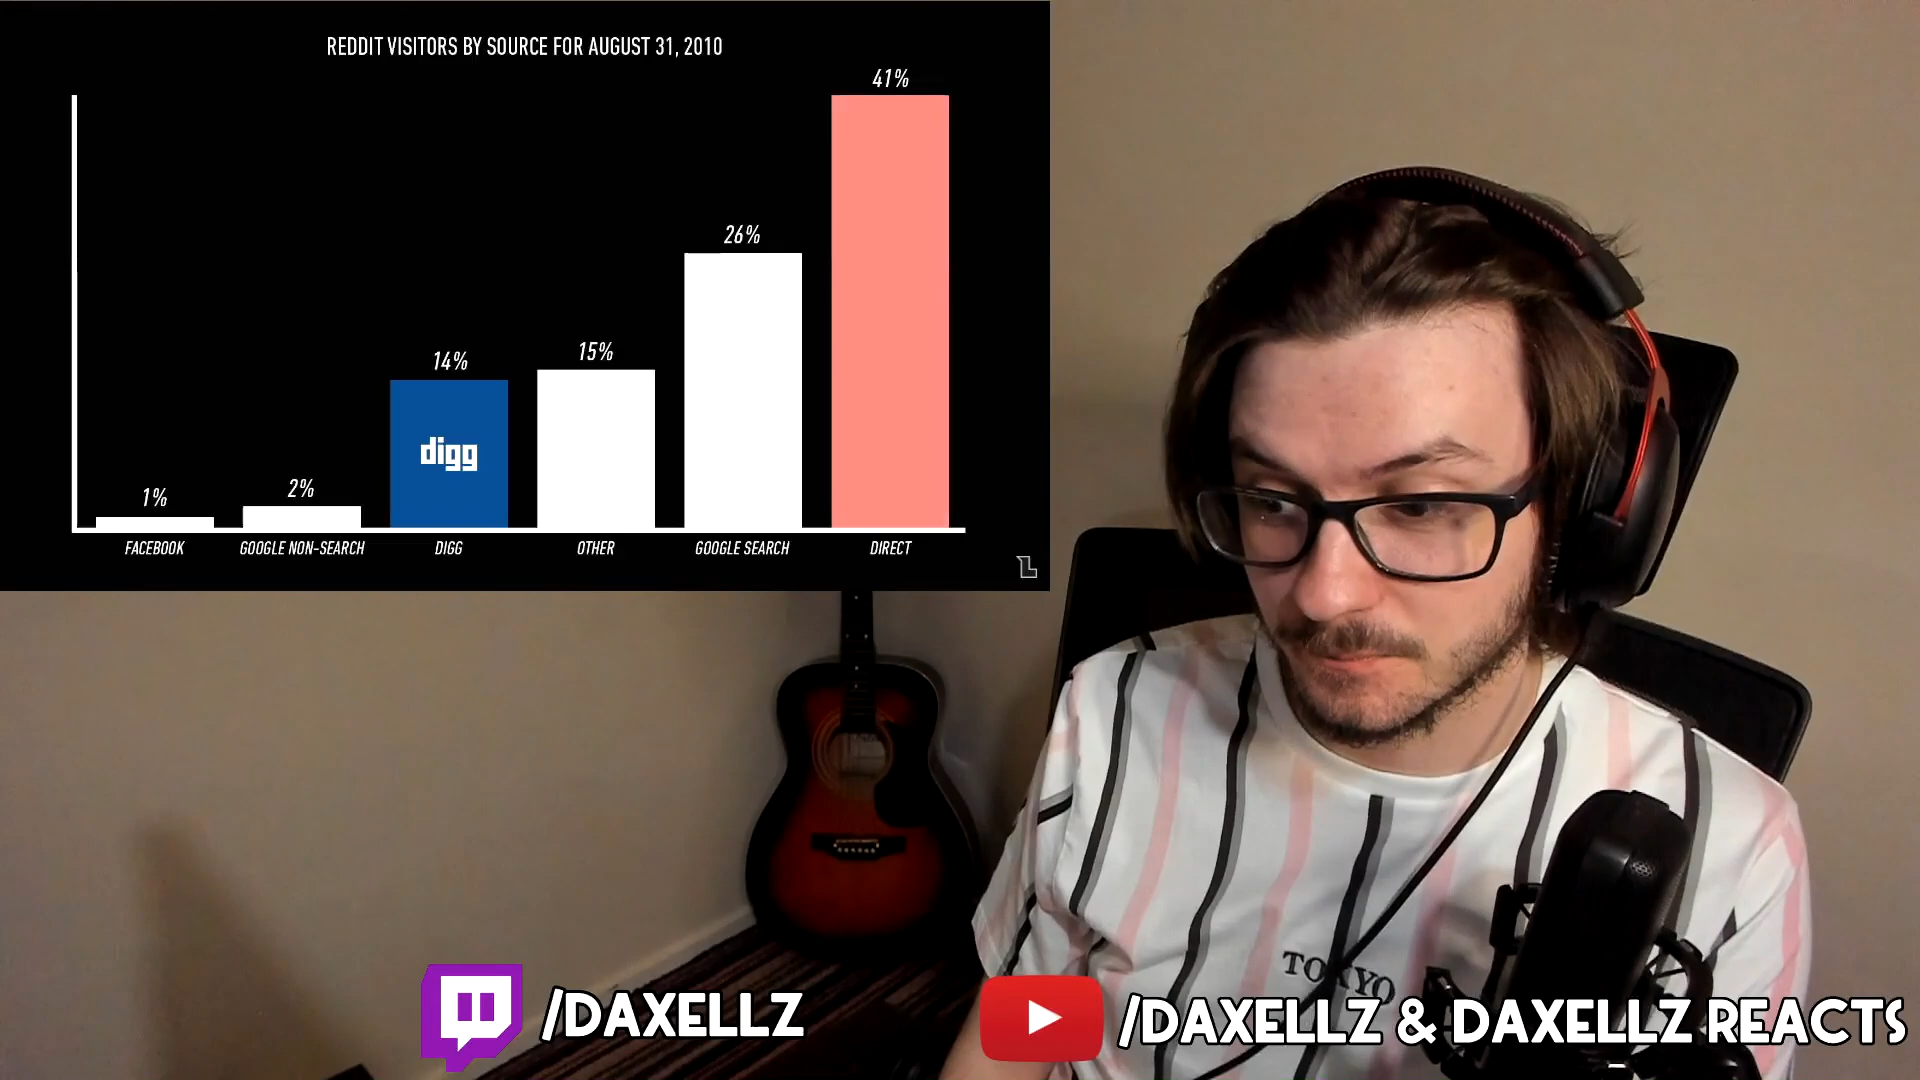 REDDIT VISITORS BY SOURCE FOR AUGUST 31, 2010
41%
26%
15%
14%
2%
1%
digg
FACEBOOK
GOOGLE NON-SEARCH
DIGG
OTHER
GOOGLE SEARCH
DIRECT
TOKYO
/DAXELLZ
/DAXELLZ & DAXELLZ REACTS